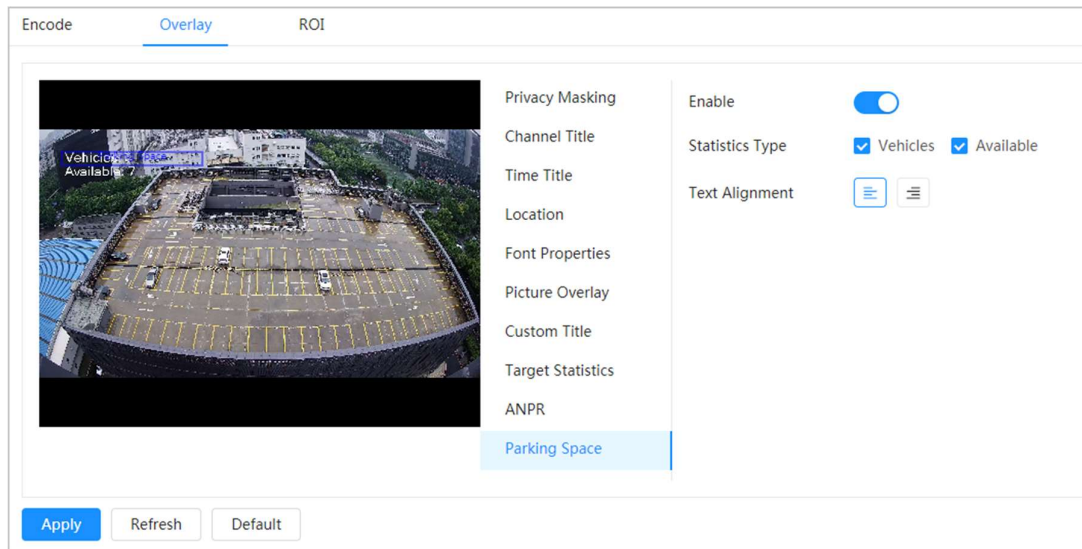 Encode Overlay ROI
Privacy Masking
Channel Title
Time Title
Location
Font Properties
Picture Overlay
Custom Title
Target Statistics
ANPR
Parking Space
Enable
Statistics Type Vehicles Available
Text Alignment
Available: 7
Apply Refresh Default